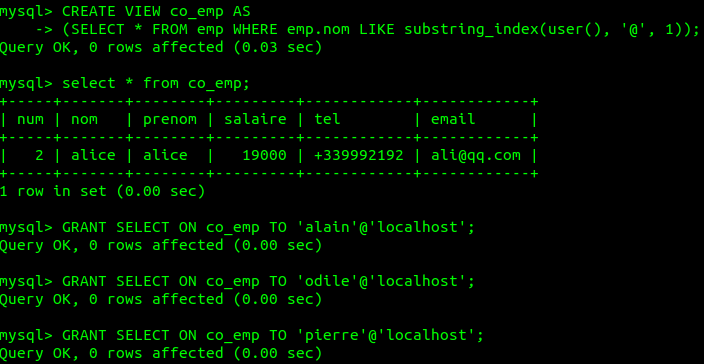 mysql> CREATE VIEW co_emp AS
    -> (SELECT * FROM emp WHERE emp.nom LIKE substring_index(user(), '@', 1));
Query OK, 0 rows affected (0.03 sec)

mysql> select * from co_emp;
+-----+-------+--------+---------+------------+------------+
| num | nom   | prenom | salaire | tel        | email      |
+-----+-------+--------+---------+------------+------------+
|   2 | alice | alice  |   19000 | +339992192 | ali@qq.com |
+-----+-------+--------+---------+------------+------------+
1 row in set (0.00 sec)

mysql> GRANT SELECT ON co_emp TO 'alain'@'localhost';
Query OK, 0 rows affected (0.00 sec)

mysql> GRANT SELECT ON co_emp TO 'odile'@'localhost';
Query OK, 0 rows affected (0.00 sec)

mysql> GRANT SELECT ON co_emp TO 'pierre'@'localhost';
Query OK, 0 rows affected (0.00 sec)